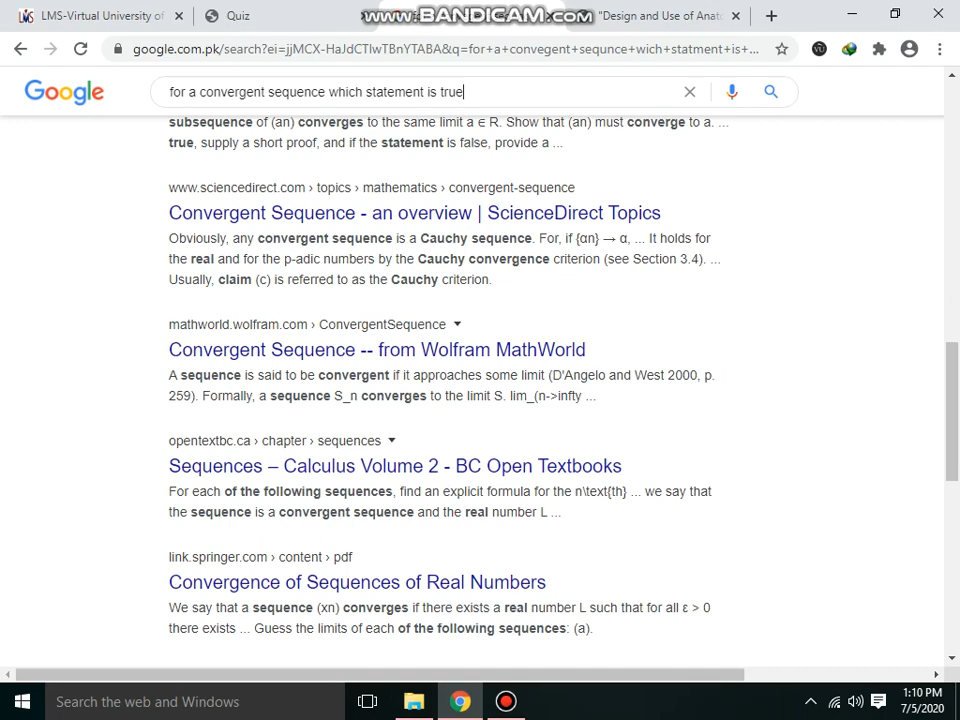 LMS-Virtual University of
Quiz
www.BANDICAM.com
"Design and Use of Anato
google.com.pk/search?ei=jjMCX-HaJdCTlwTBnYTABA&q=for+a+convegent+sequnce+wich+statment+is+...
Google
for a convergent sequence which statement is true
subsequence of (an) converges to the same limit a ∈ R. Show that (an) must converge to a. ...
true, supply a short proof, and if the statement is false, provide a ...
www.sciencedirect.com › topics › mathematics › convergent-sequence
Convergent Sequence - an overview | ScienceDirect Topics
Obviously, any convergent sequence is a Cauchy sequence. For, if {αn} → α, ... It holds for
the real and for the p-adic numbers by the Cauchy convergence criterion (see Section 3.4). ...
Usually, claim (c) is referred to as the Cauchy criterion.
mathworld.wolfram.com › ConvergentSequence
Convergent Sequence -- from Wolfram MathWorld
A sequence is said to be convergent if it approaches some limit (D'Angelo and West 2000, p.
259). Formally, a sequence S_n converges to the limit S. lim_(n->infty ...
opentextbc.ca › chapter › sequences
Sequences – Calculus Volume 2 - BC Open Textbooks
For each of the following sequences, find an explicit formula for the n\text{th} ... we say that
the sequence is a convergent sequence and the real number L ...
link.springer.com › content › pdf
Convergence of Sequences of Real Numbers
We say that a sequence (xn) converges if there exists a real number L such that for all ε > 0
there exists ... Guess the limits of each of the following sequences: (a).
Search the web and Windows
1:10 PM
7/5/2020